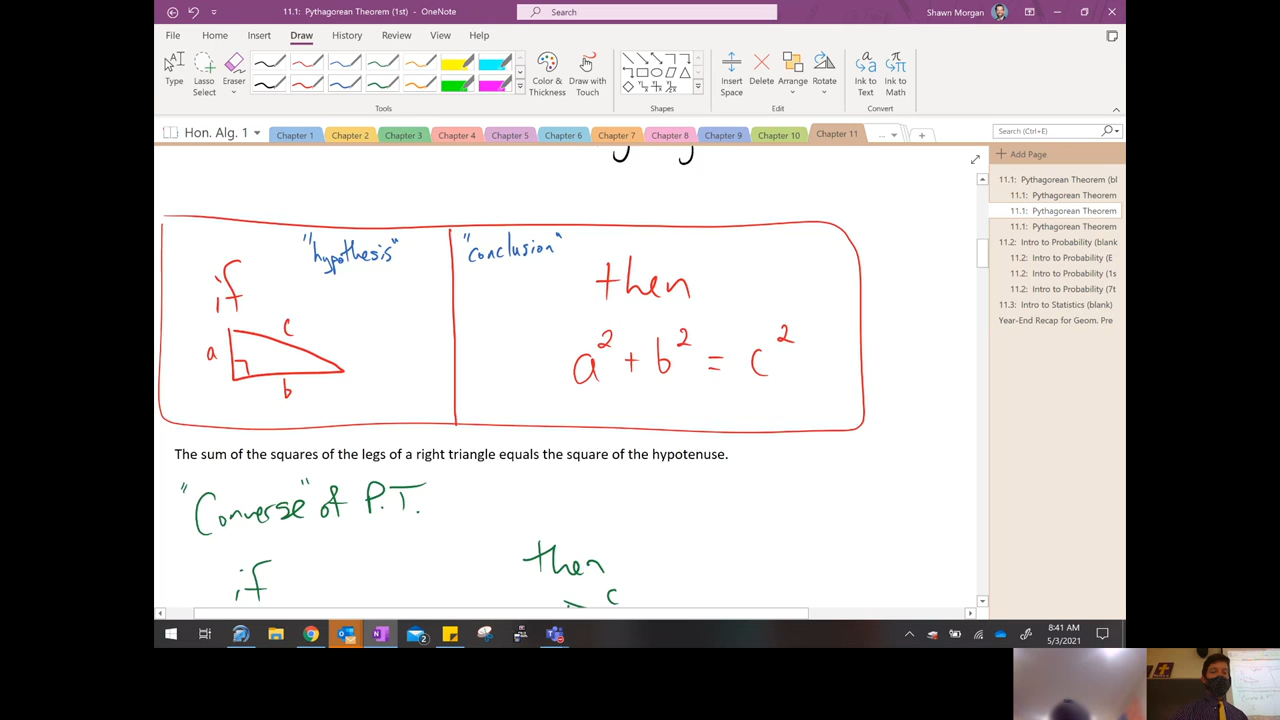 11.1: Pythagorean Theorem (1st) - OneNote
Search
Shawn Morgan
File Home Insert Draw History Review View Help
Type
Lasso Select
Eraser
Color & Thickness
Draw with Touch
Insert Space
Delete
Arrange
Rotate
Ink to Text
Ink to Math
Tools
Shapes
Edit
Convert
Hon. Alg. 1
Chapter 1 Chapter 2 Chapter 3 Chapter 4 Chapter 5 Chapter 6 Chapter 7 Chapter 8 Chapter 9 Chapter 10 Chapter 11 ...
Search (Ctrl+E)
Add Page
11.1: Pythagorean Theorem (bl
11.1: Pythagorean Theorem
11.1: Pythagorean Theorem
11.1: Pythagorean Theorem
11.2: Intro to Probability (blank
11.2: Intro to Probability (E
11.2: Intro to Probability (1s
11.2: Intro to Probability (7t
11.3: Intro to Statistics (blank)
Year-End Recap for Geom. Pre
"hypothesis"
if
c
a
b
"conclusion"
then
a² + b² = c²
The sum of the squares of the legs of a right triangle equals the square of the hypotenuse.
"Converse" of P.T.
if
then
c
8:41 AM
5/3/2021